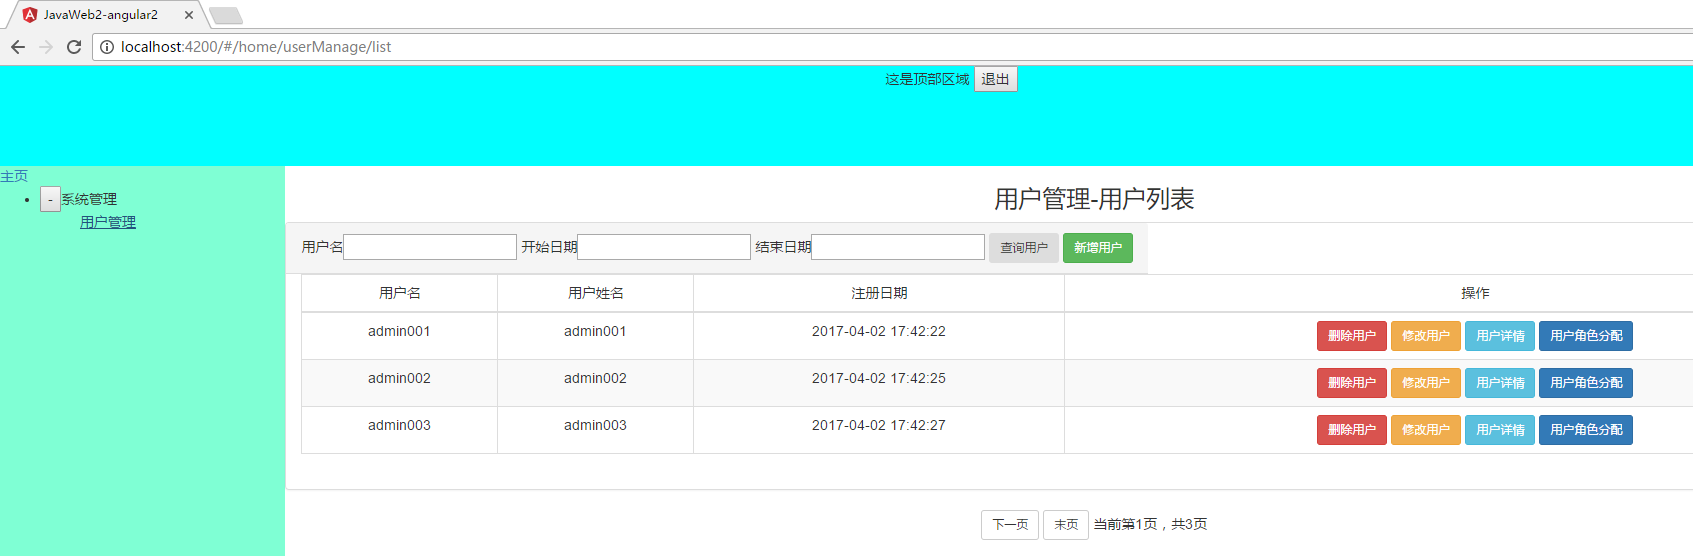 JavaWeb2-angular2
localhost:4200/#/home/userManage/list
这是顶部区域 退出
主页
- 系统管理
用户管理
用户管理-用户列表
用户名 开始日期 结束日期 查询用户 新增用户
用户名 用户姓名 注册日期 操作
admin001 admin001 2017-04-02 17:42:22 删除用户 修改用户 用户详情 用户角色分配
admin002 admin002 2017-04-02 17:42:25 删除用户 修改用户 用户详情 用户角色分配
admin003 admin003 2017-04-02 17:42:27 删除用户 修改用户 用户详情 用户角色分配
下一页 末页 当前第1页，共3页